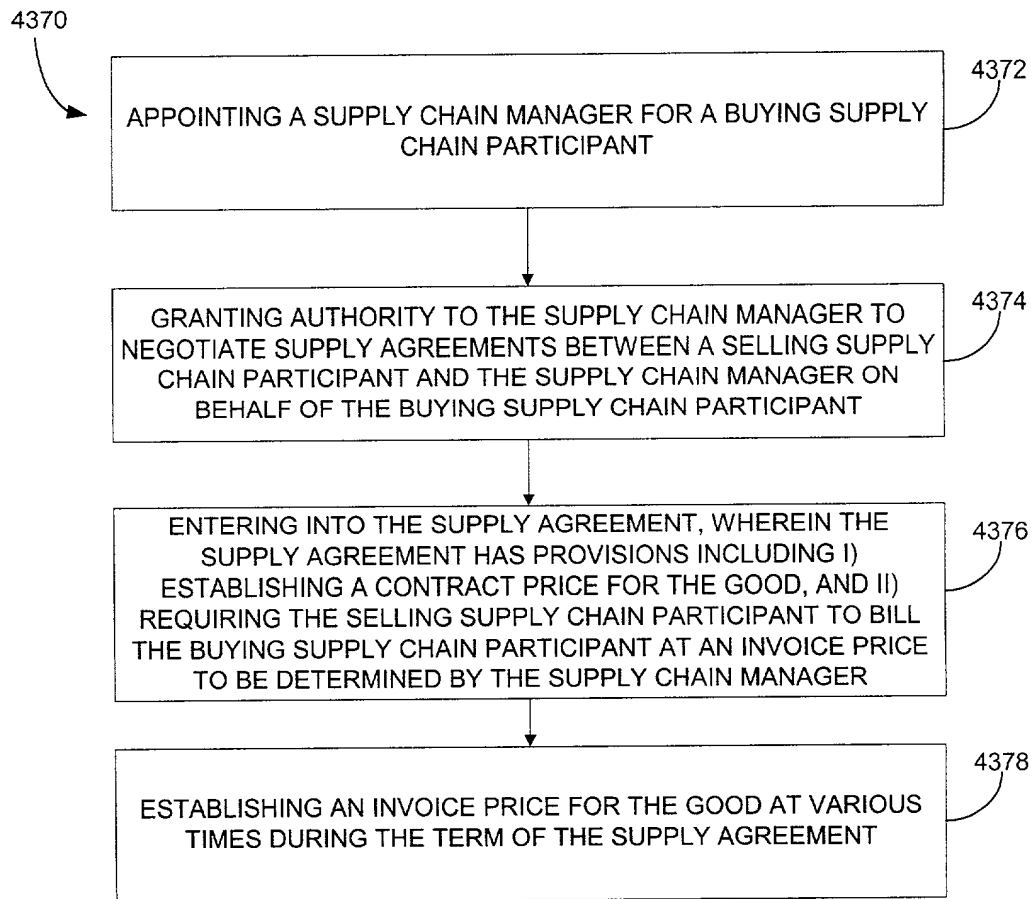 4370
4372
APPOINTING A SUPPLY CHAIN MANAGER FOR A BUYING SUPPLY
CHAIN PARTICIPANT
4374
GRANTING AUTHORITY TO THE SUPPLY CHAIN MANAGER TO
NEGOTIATE SUPPLY AGREEMENTS BETWEEN A SELLING SUPPLY
CHAIN PARTICIPANT AND THE SUPPLY CHAIN MANAGER ON
BEHALF OF THE BUYING SUPPLY CHAIN PARTICIPANT
4376
ENTERING INTO THE SUPPLY AGREEMENT, WHEREIN THE
SUPPLY AGREEMENT HAS PROVISIONS INCLUDING I)
ESTABLISHING A CONTRACT PRICE FOR THE GOOD, AND II)
REQUIRING THE SELLING SUPPLY CHAIN PARTICIPANT TO BILL
THE BUYING SUPPLY CHAIN PARTICIPANT AT AN INVOICE PRICE
TO BE DETERMINED BY THE SUPPLY CHAIN MANAGER
4378
ESTABLISHING AN INVOICE PRICE FOR THE GOOD AT VARIOUS
TIMES DURING THE TERM OF THE SUPPLY AGREEMENT